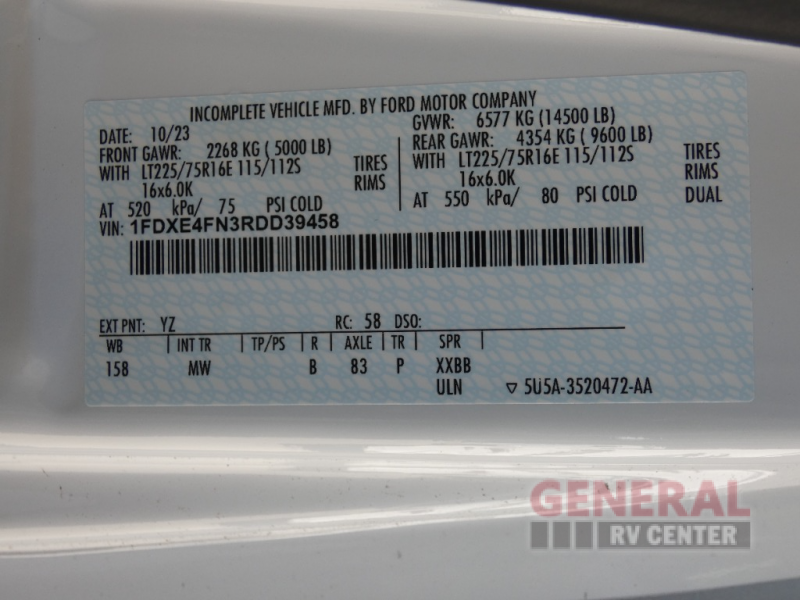 INCOMPLETE VEHICLE MFD. BY FORD MOTOR COMPANY
DATE: 10/23 GVWR: 6577 KG (14500 LB)
FRONT GAWR: 2268 KG ( 5000 LB) REAR GAWR: 4354 KG ( 9600 LB)
WITH LT225/75R16E 115/112S TIRES WITH LT225/75R16E 115/112S TIRES
16x6.0K RIMS 16x6.0K RIMS
AT 520 kPa/ 75 PSI COLD AT 550 kPa/ 80 PSI COLD DUAL
VIN: 1FDXE4FN3RDD39458
EXT PNT: YZ RC: 58 DSO:
WB INT TR TP/PS R AXLE TR SPR
158 MW B 83 P XXBB
ULN ▽ 5U5A-3520472-AA
GENERAL
RV CENTER